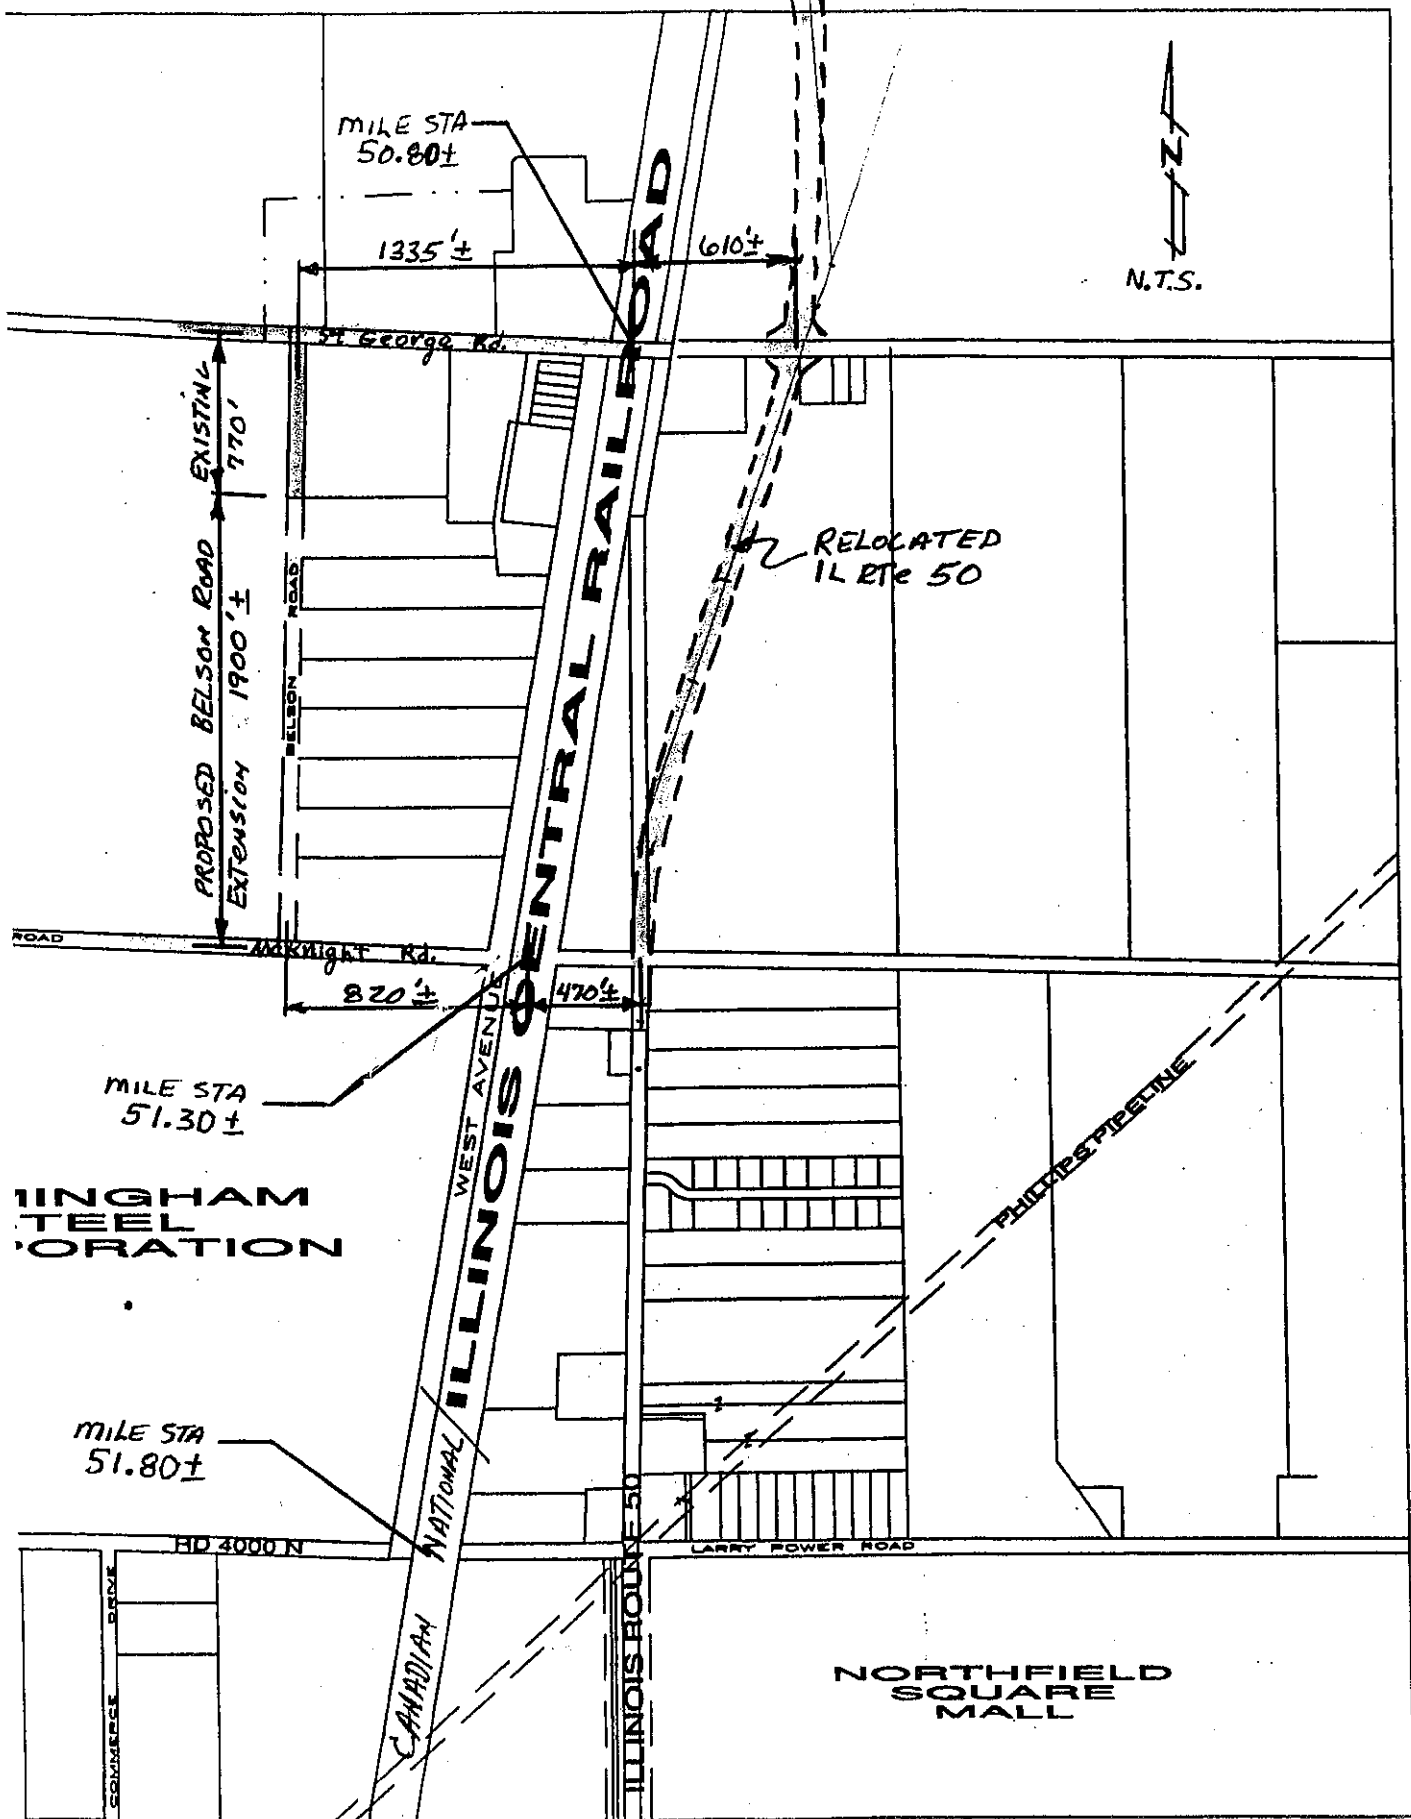 MILE STA
50.80±
1335'±
610'±
N
N.T.S.
St George Rd.
EXISTING
770'
RELOCATED
IL RTe 50
PROPOSED BELSON ROAD
EXTENSION 1900'±
BELSON ROAD
ILLINOIS CENTRAL RAILROAD
ROAD
McKnight Rd.
820'±
470'±
WEST AVENUE
MILE STA
51.30±
PHILLIPS PIPELINE
MINGHAM
TEEL
PORATION
MILE STA
51.80±
CANADIAN NATIONAL
RD 4000 N
LARRY POWER ROAD
ILLINOIS ROUTE 50
COMMERCE DRIVE
NORTHFIELD
SQUARE
MALL